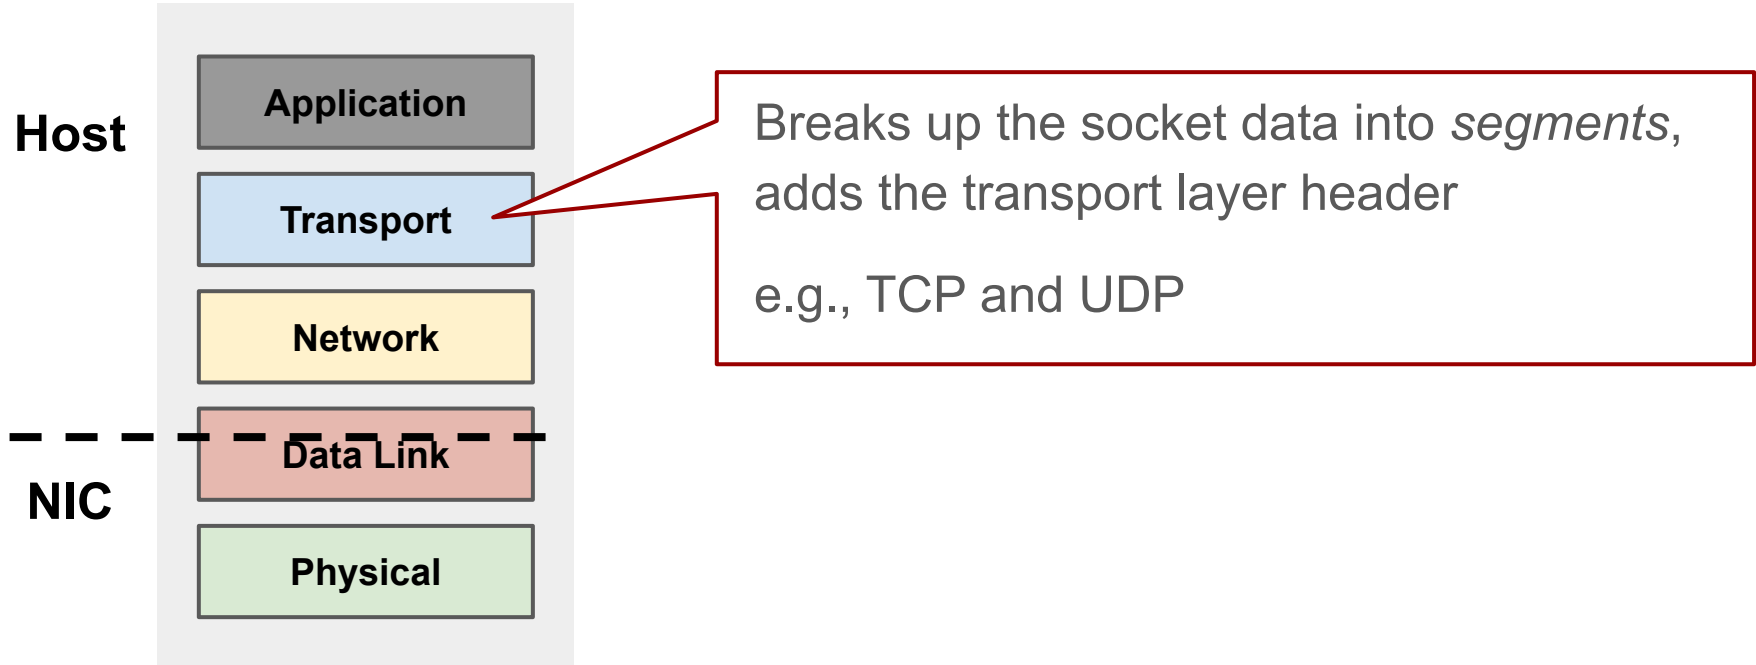 Host
Application
Transport
Network
Data Link
NIC
Physical
Breaks up the socket data into segments,
adds the transport layer header
e.g., TCP and UDP